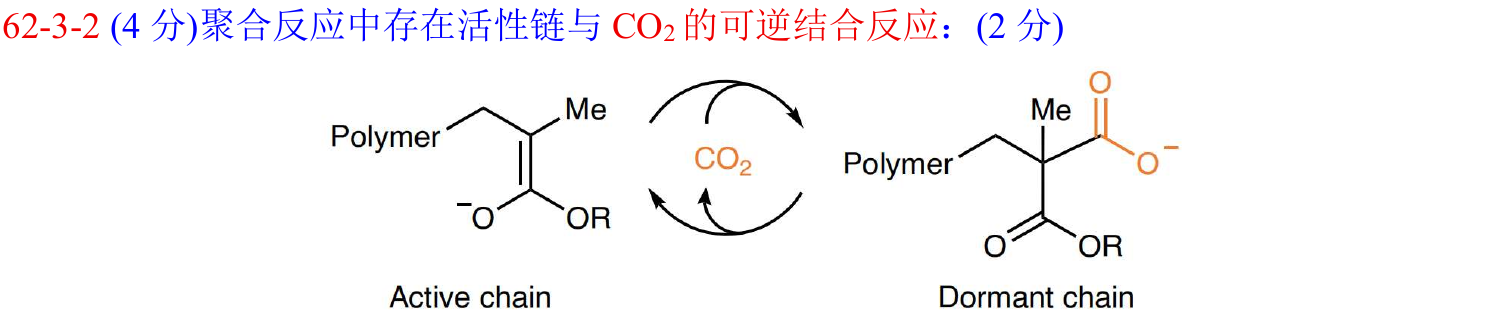 62-3-2 (4 分)聚合反应中存在活性链与 CO₂ 的可逆结合反应：(2 分)
Polymer
Me
⁻O
OR
CO₂
Polymer
Me
O
O⁻
O
OR
Active chain
Dormant chain